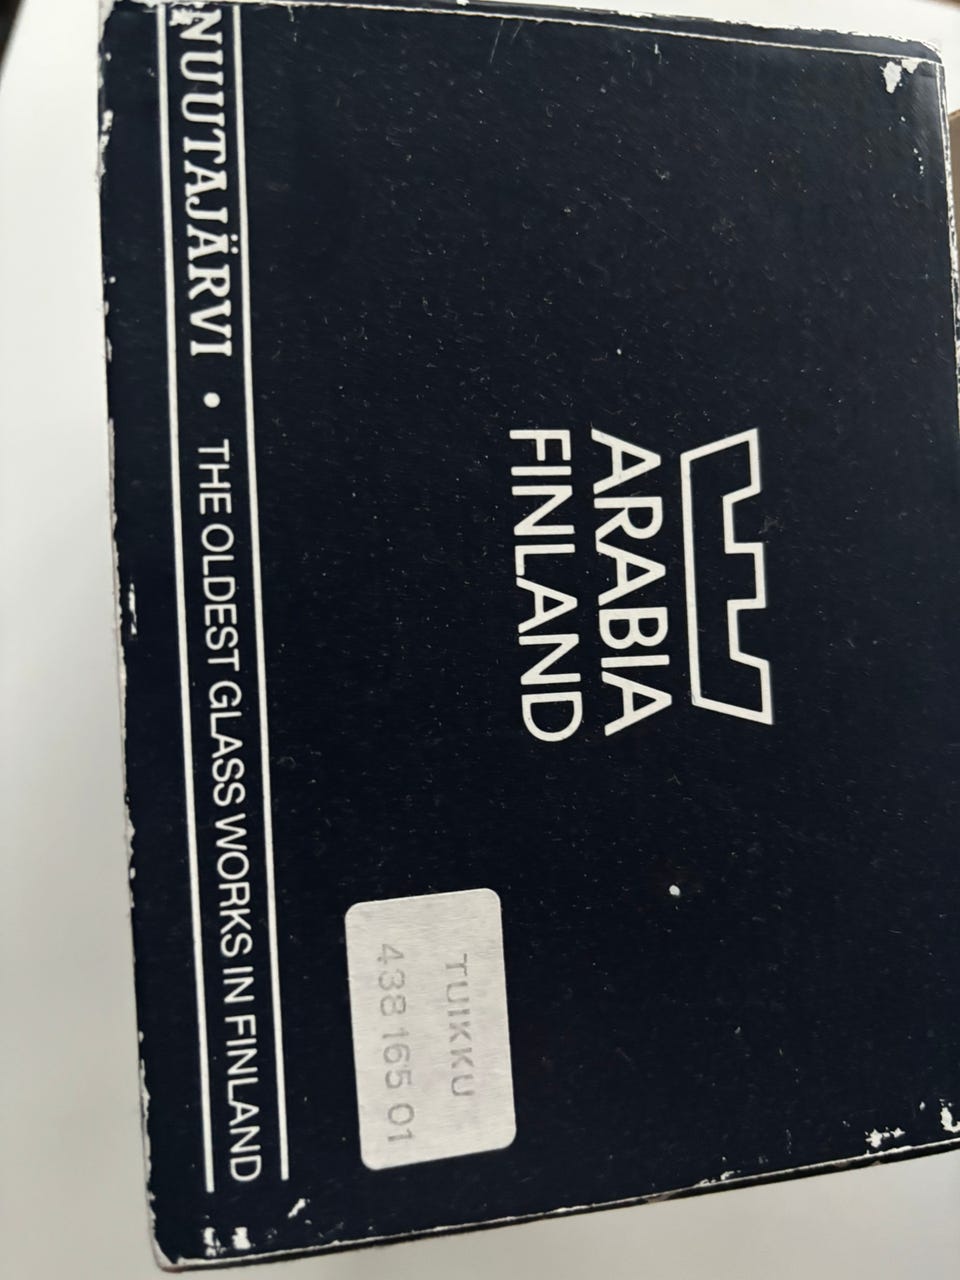 ARABIA
FINLAND
TUIKKU
438 165 01
NUUTAJÄRVI • THE OLDEST GLASS WORKS IN FINLAND